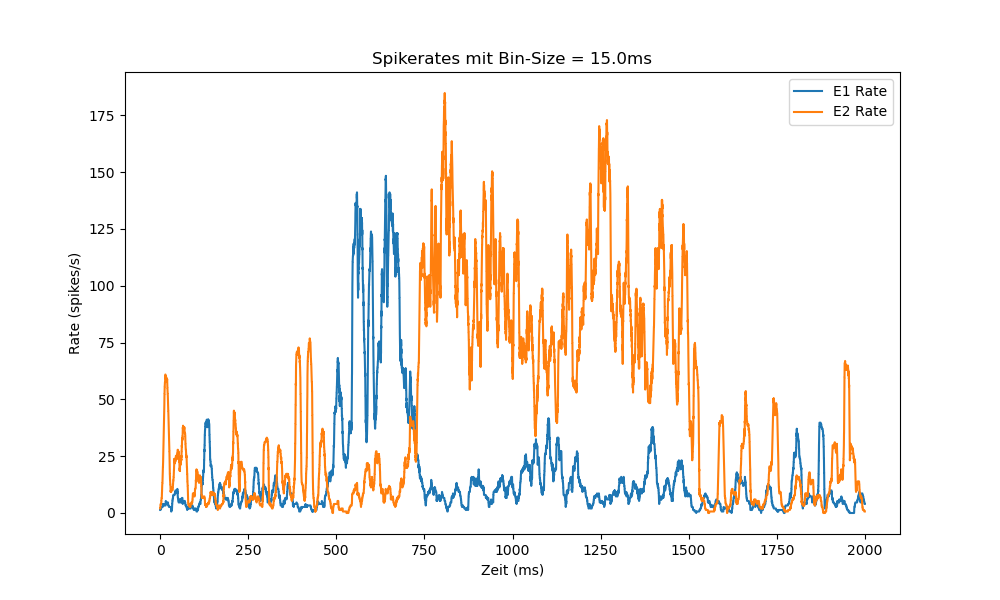 Spikerates mit Bin-Size = 15.0ms
E1 Rate
E2 Rate
175
150
125
100
75
50
25
0
Rate (spikes/s)
0 250 500 750 1000 1250 1500 1750 2000
Zeit (ms)